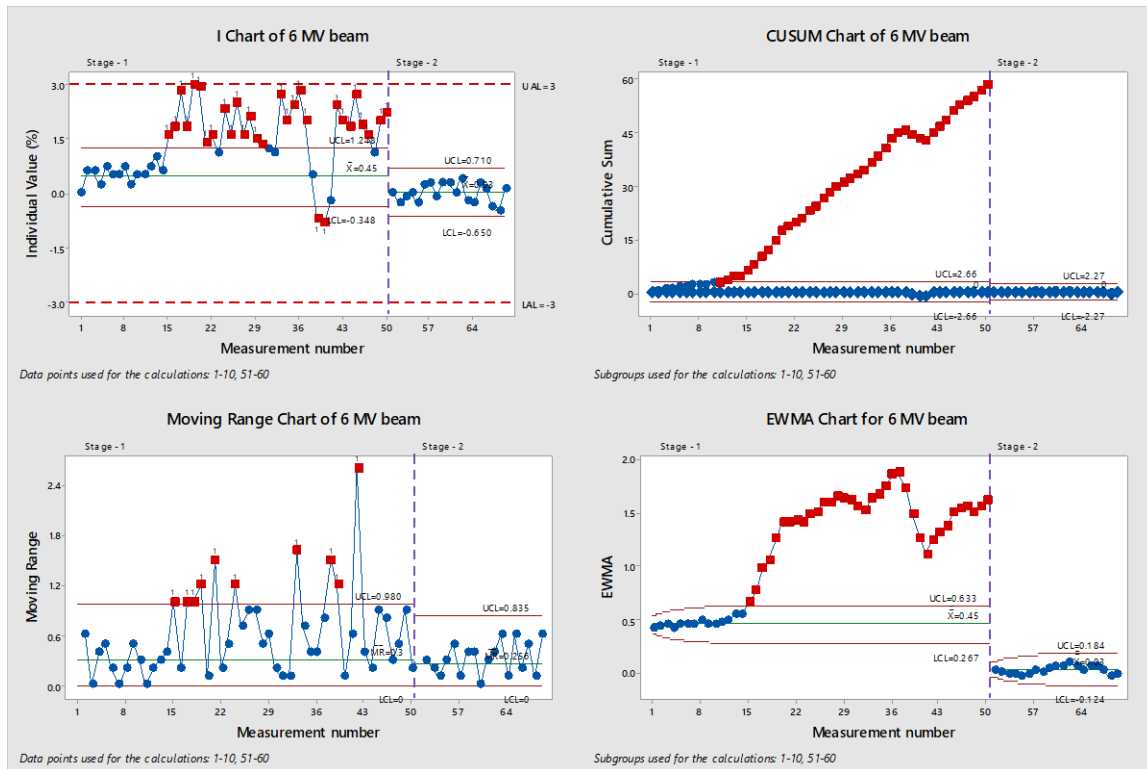 I Chart of 6 MV beam
Stage - 1
Stage - 2
Individual Value (%)
3.0
1.5
0.0
-1.5
-3.0
UAL=3
UCL=1.248
X̄=0.45
LCL=-0.348
UCL=0.710
X̄=0.03
LCL=-0.650
LAL=-3
1 8 15 22 29 36 43 50 57 64
Measurement number
Data points used for the calculations: 1-10, 51-60
CUSUM Chart of 6 MV beam
Stage - 1
Stage - 2
Cumulative Sum
60
45
30
15
0
UCL=2.66
0
LCL=-2.66
UCL=2.27
0
LCL=-2.27
1 8 15 22 29 36 43 50 57 64
Measurement number
Subgroups used for the calculations: 1-10, 51-60
Moving Range Chart of 6 MV beam
Stage - 1
Stage - 2
Moving Range
2.4
1.8
1.2
0.6
0.0
UCL=0.980
M̅R̅=0.3
LCL=0
UCL=0.835
M̅R̅=0.256
LCL=0
1 8 15 22 29 36 43 50 57 64
Measurement number
Data points used for the calculations: 1-10, 51-60
EWMA Chart for 6 MV beam
Stage - 1
Stage - 2
EWMA
2.0
1.5
1.0
0.5
0.0
UCL=0.633
X̿=0.45
LCL=0.267
UCL=0.184
X̿=0.03
LCL=-0.124
1 8 15 22 29 36 43 50 57 64
Measurement number
Subgroups used for the calculations: 1-10, 51-60